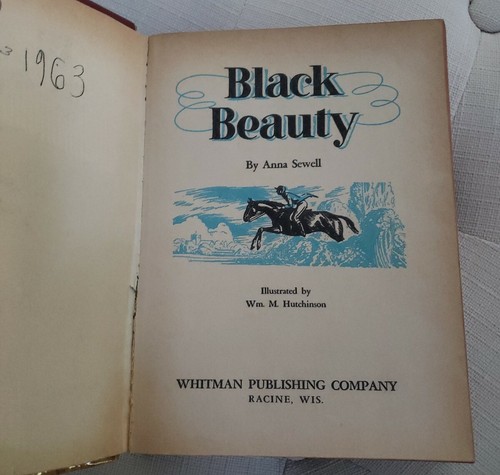 1963
Black
Beauty
By Anna Sewell
Illustrated by
Wm. M. Hutchinson
WHITMAN PUBLISHING COMPANY
RACINE, WIS.